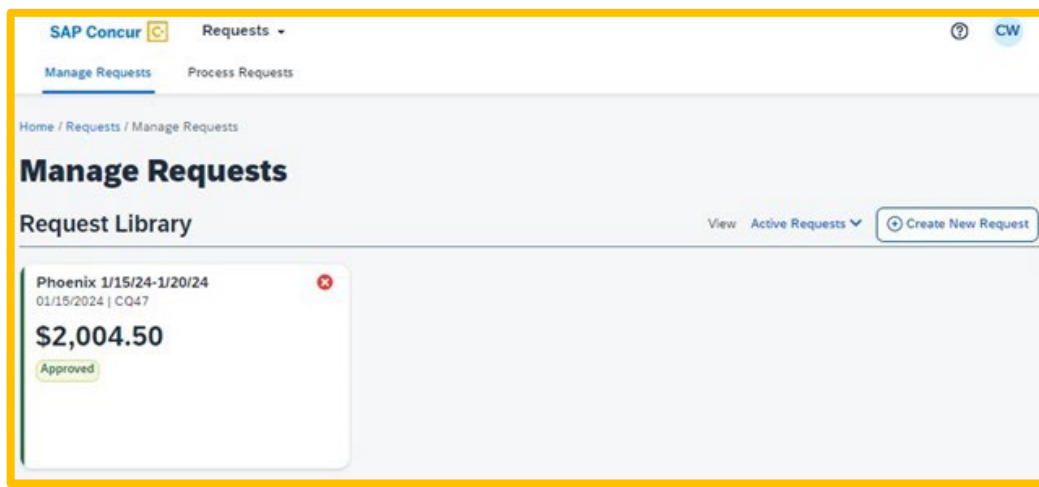 SAP Concur C Requests
CW
Manage Requests Process Requests
Home / Requests / Manage Requests
Manage Requests
Request Library
View Active Requests Create New Request
Phoenix 1/15/24-1/20/24
01/15/2024 | CQ47
$2,004.50
Approved